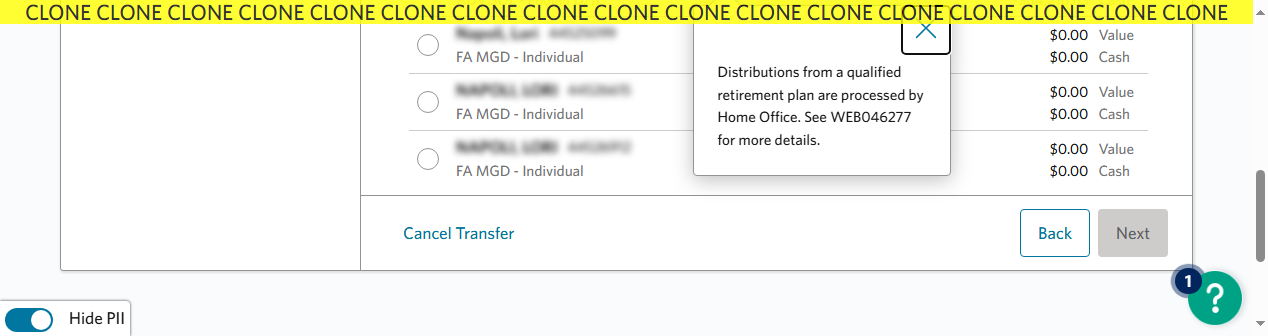 CLONE CLONE CLONE CLONE CLONE CLONE CLONE CLONE CLONE CLONE CLONE CLONE CLONE CLONE CLONE CLONE CLONE
$0.00 Value
FA MGD - Individual
$0.00 Cash
Distributions from a qualified
retirement plan are processed by
Home Office. See WEB046277
for more details.
$0.00 Value
FA MGD - Individual
$0.00 Cash
$0.00 Value
FA MGD - Individual
$0.00 Cash
Cancel Transfer
Back
Next
1
?
Hide PII